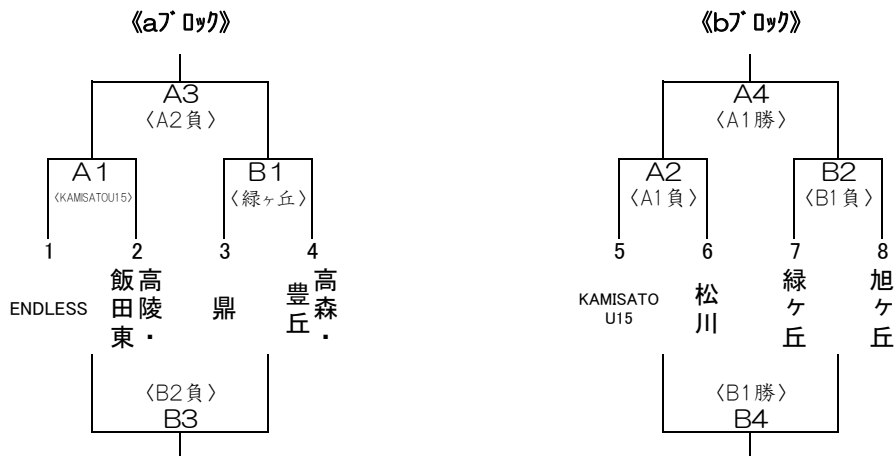 《aﾌﾞﾛｯｸ》
A3
〈A2負〉
A1
〈KAMISATOU15〉
B1
〈緑ヶ丘〉
1
2
3
4
ENDLESS
高陵・
飯田東
鼎
高森・
豊丘
〈B2負〉
B3
《bﾌﾞﾛｯｸ》
A4
〈A1勝〉
A2
〈A1負〉
B2
〈B1負〉
5
6
7
8
KAMISATO
U15
松川
緑ヶ丘
旭ヶ丘
〈B1勝〉
B4